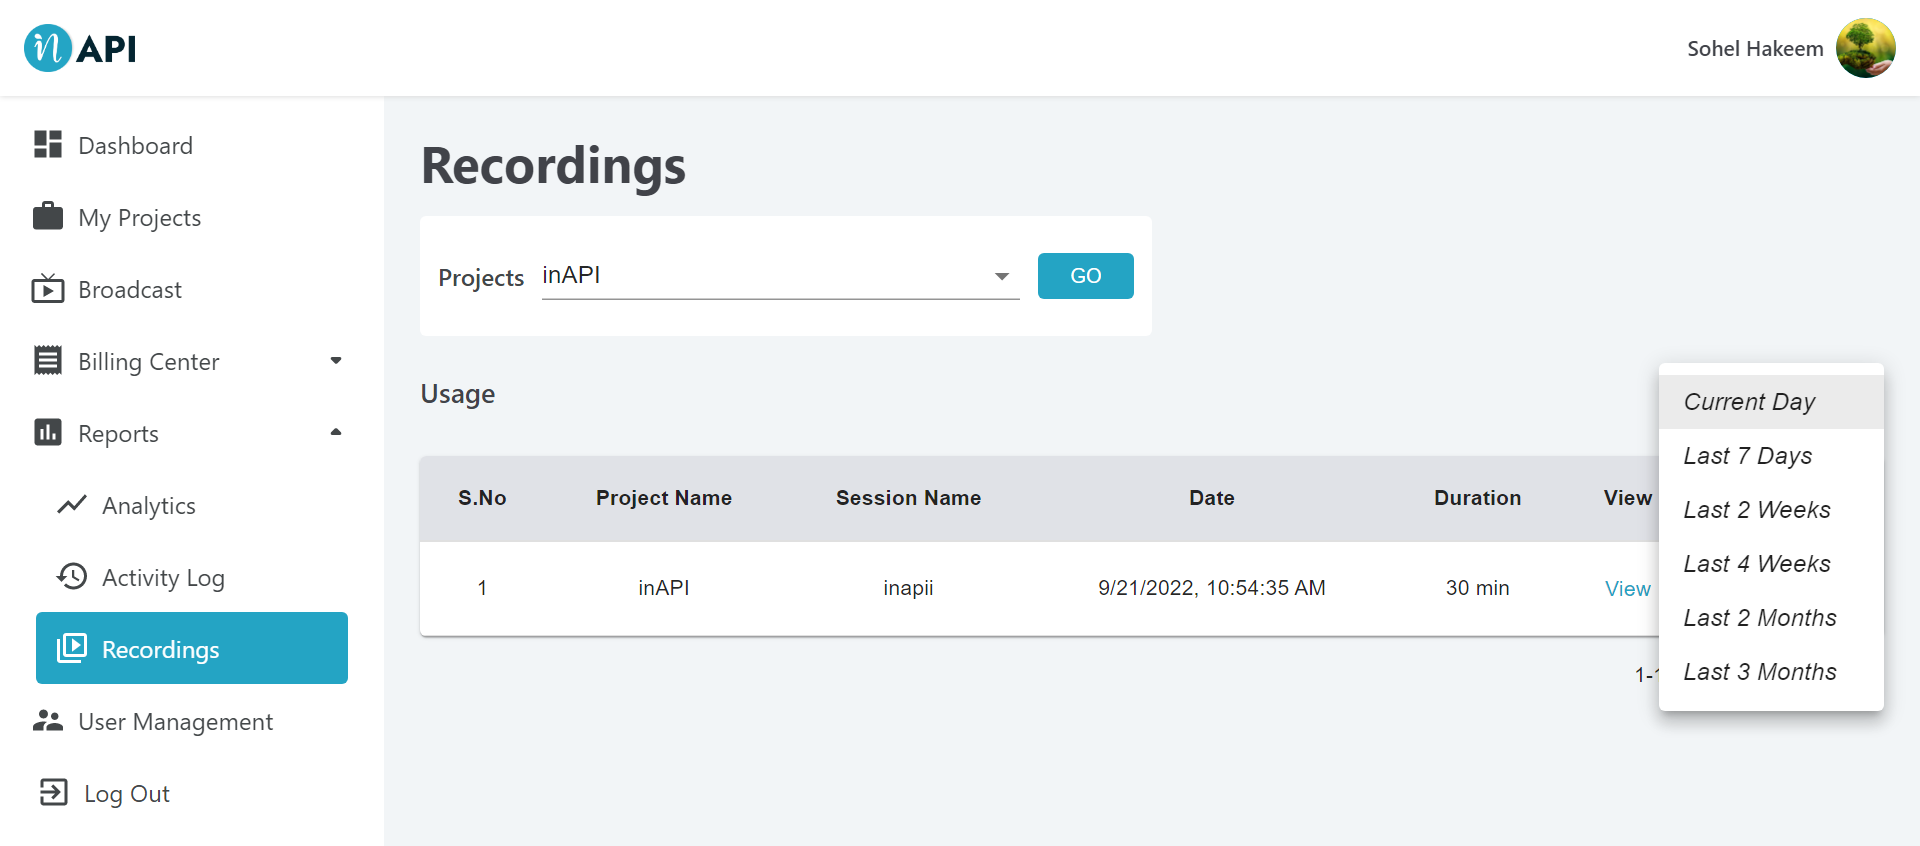 in API
Sohel Hakeem
Dashboard
My Projects
Broadcast
Billing Center
Reports
Analytics
Activity Log
Recordings
User Management
Log Out
Recordings
Projects inAPI GO
Usage
S.No Project Name Session Name Date Duration View
1 inAPI inapii 9/21/2022, 10:54:35 AM 30 min View
Current Day
Last 7 Days
Last 2 Weeks
Last 4 Weeks
Last 2 Months
Last 3 Months